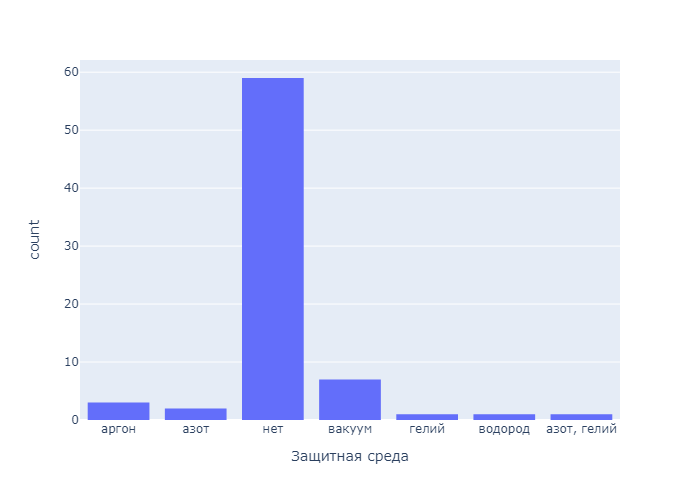 60
50
40
30
20
10
0
count
аргон азот нет вакуум гелий водород азот, гелий
Защитная среда